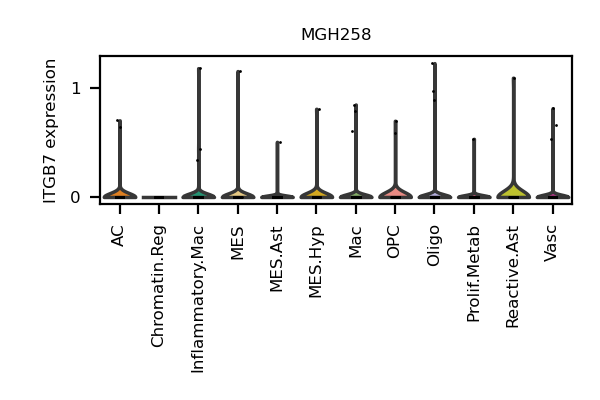 MGH258
ITGB7 expression
1
0
AC
Chromatin.Reg
Inflammatory.Mac
MES
MES.Ast
MES.Hyp
Mac
OPC
Oligo
Prolif.Metab
Reactive.Ast
Vasc